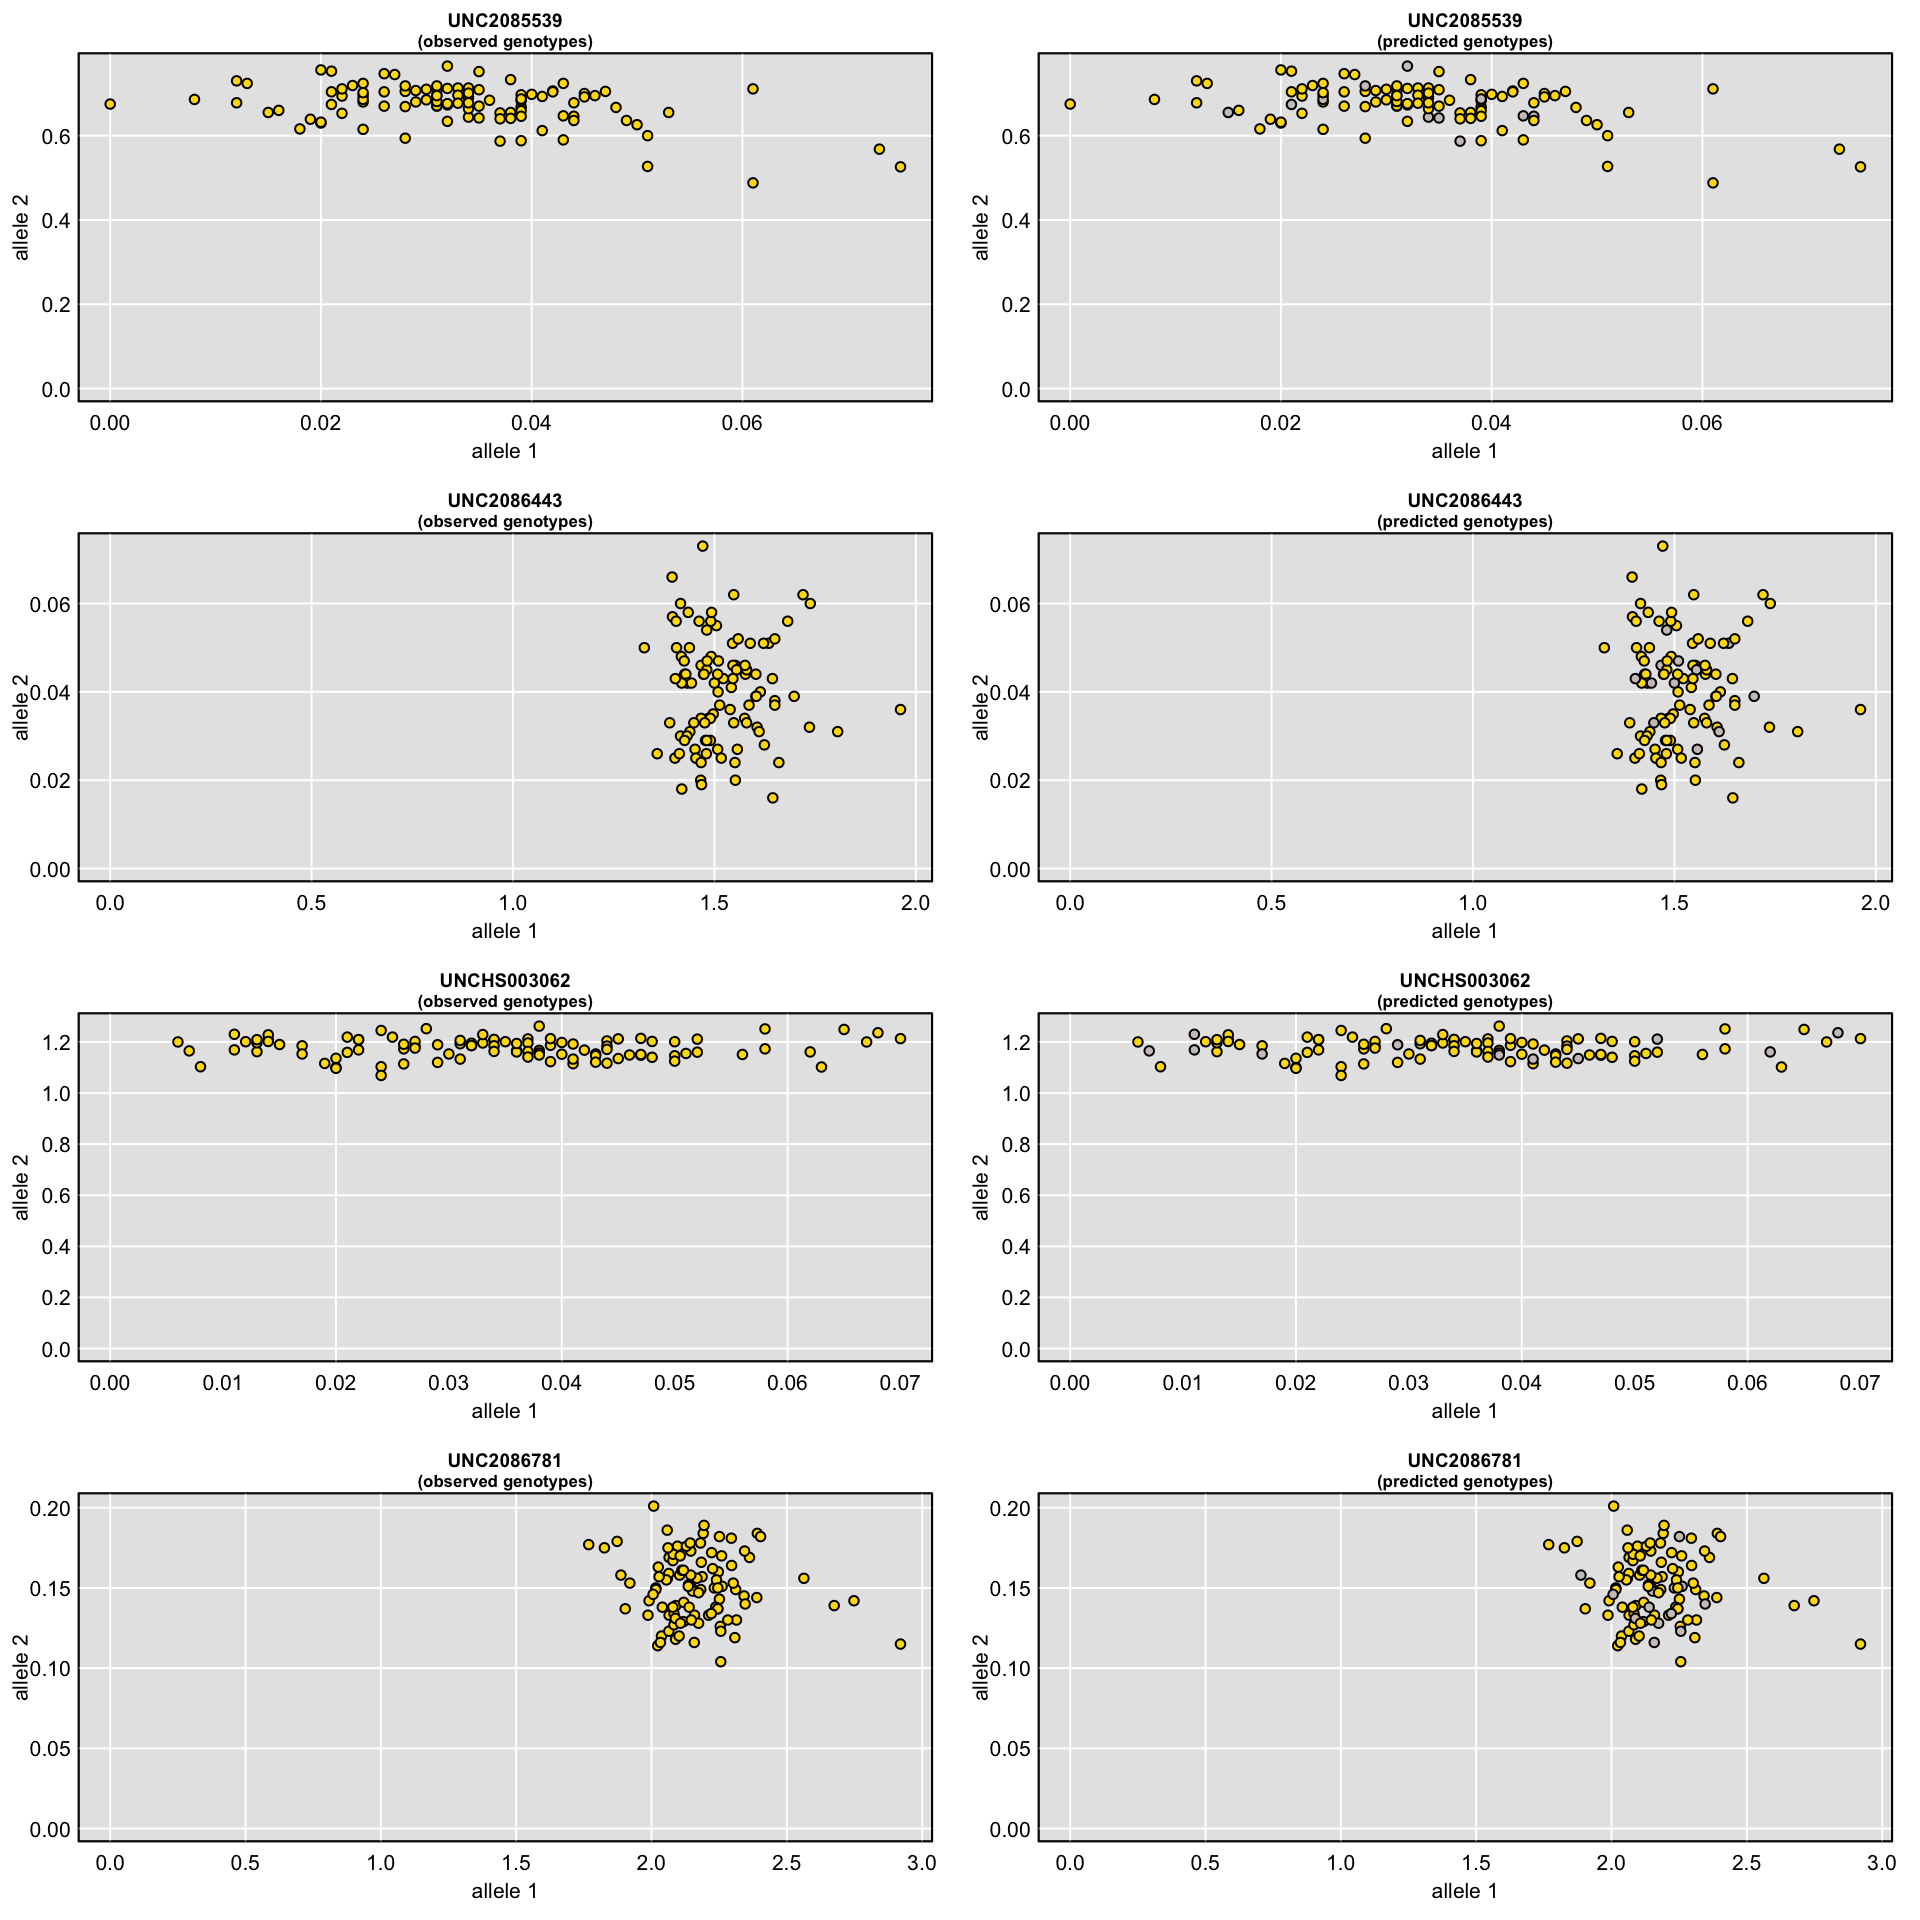 UNC2085539
(observed genotypes)
allele 2
0.6
0.4
0.2
0.0
0.00 0.02 0.04 0.06
allele 1
UNC2085539
(predicted genotypes)
allele 2
0.6
0.4
0.2
0.0
0.00 0.02 0.04 0.06
allele 1
UNC2086443
(observed genotypes)
allele 2
0.06
0.04
0.02
0.00
0.0 0.5 1.0 1.5 2.0
allele 1
UNC2086443
(predicted genotypes)
allele 2
0.06
0.04
0.02
0.00
0.0 0.5 1.0 1.5 2.0
allele 1
UNCHS003062
(observed genotypes)
allele 2
1.2
1.0
0.8
0.6
0.4
0.2
0.0
0.00 0.01 0.02 0.03 0.04 0.05 0.06 0.07
allele 1
UNCHS003062
(predicted genotypes)
allele 2
1.2
1.0
0.8
0.6
0.4
0.2
0.0
0.00 0.01 0.02 0.03 0.04 0.05 0.06 0.07
allele 1
UNC2086781
(observed genotypes)
allele 2
0.20
0.15
0.10
0.05
0.00
0.0 0.5 1.0 1.5 2.0 2.5 3.0
allele 1
UNC2086781
(predicted genotypes)
allele 2
0.20
0.15
0.10
0.05
0.00
0.0 0.5 1.0 1.5 2.0 2.5 3.0
allele 1